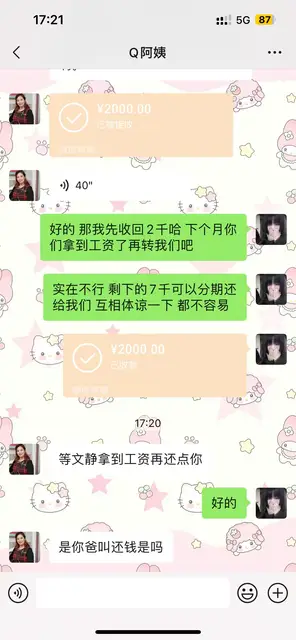 17:21
5G
87
Q阿姨
¥2000.00
40"
好的 那我先收回2千哈 下个月你
们拿到工资了再转我们吧
实在不行 剩下的7千可以分期还
给我们 互相体谅一下 都不容易
¥2000.00
17:20
等文静拿到工资再还点你
好的
是你爸叫还钱是吗